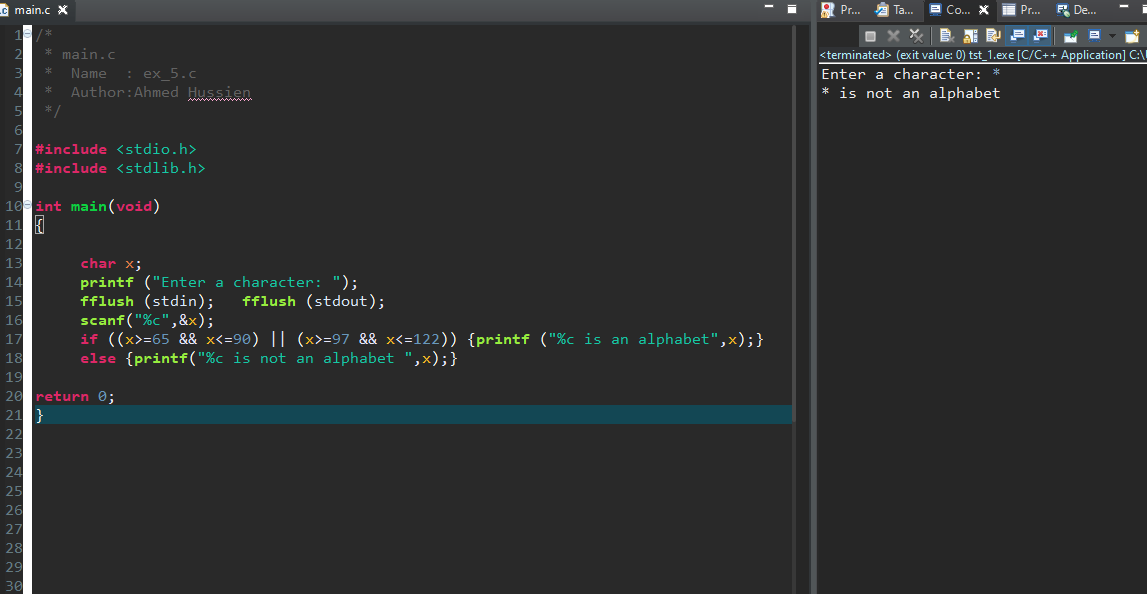 main.c
1 /*
2  * main.c
3  *  Name  : ex_5.c
4  *  Author:Ahmed Hussien
5  */
6
7 #include <stdio.h>
8 #include <stdlib.h>
9
10 int main(void)
11 {
12
13      char x;
14      printf ("Enter a character: ");
15      fflush (stdin);   fflush (stdout);
16      scanf("%c",&x);
17      if ((x>=65 && x<=90) || (x>=97 && x<=122)) {printf ("%c is an alphabet",x);}
18      else {printf("%c is not an alphabet ",x);}
19
20 return 0;
21 }
22
23
24
25
26
27
28
29
30
Pr... Ta... Co... Pr... De...
<terminated> (exit value: 0) tst_1.exe [C/C++ Application] C:\
Enter a character: *
* is not an alphabet